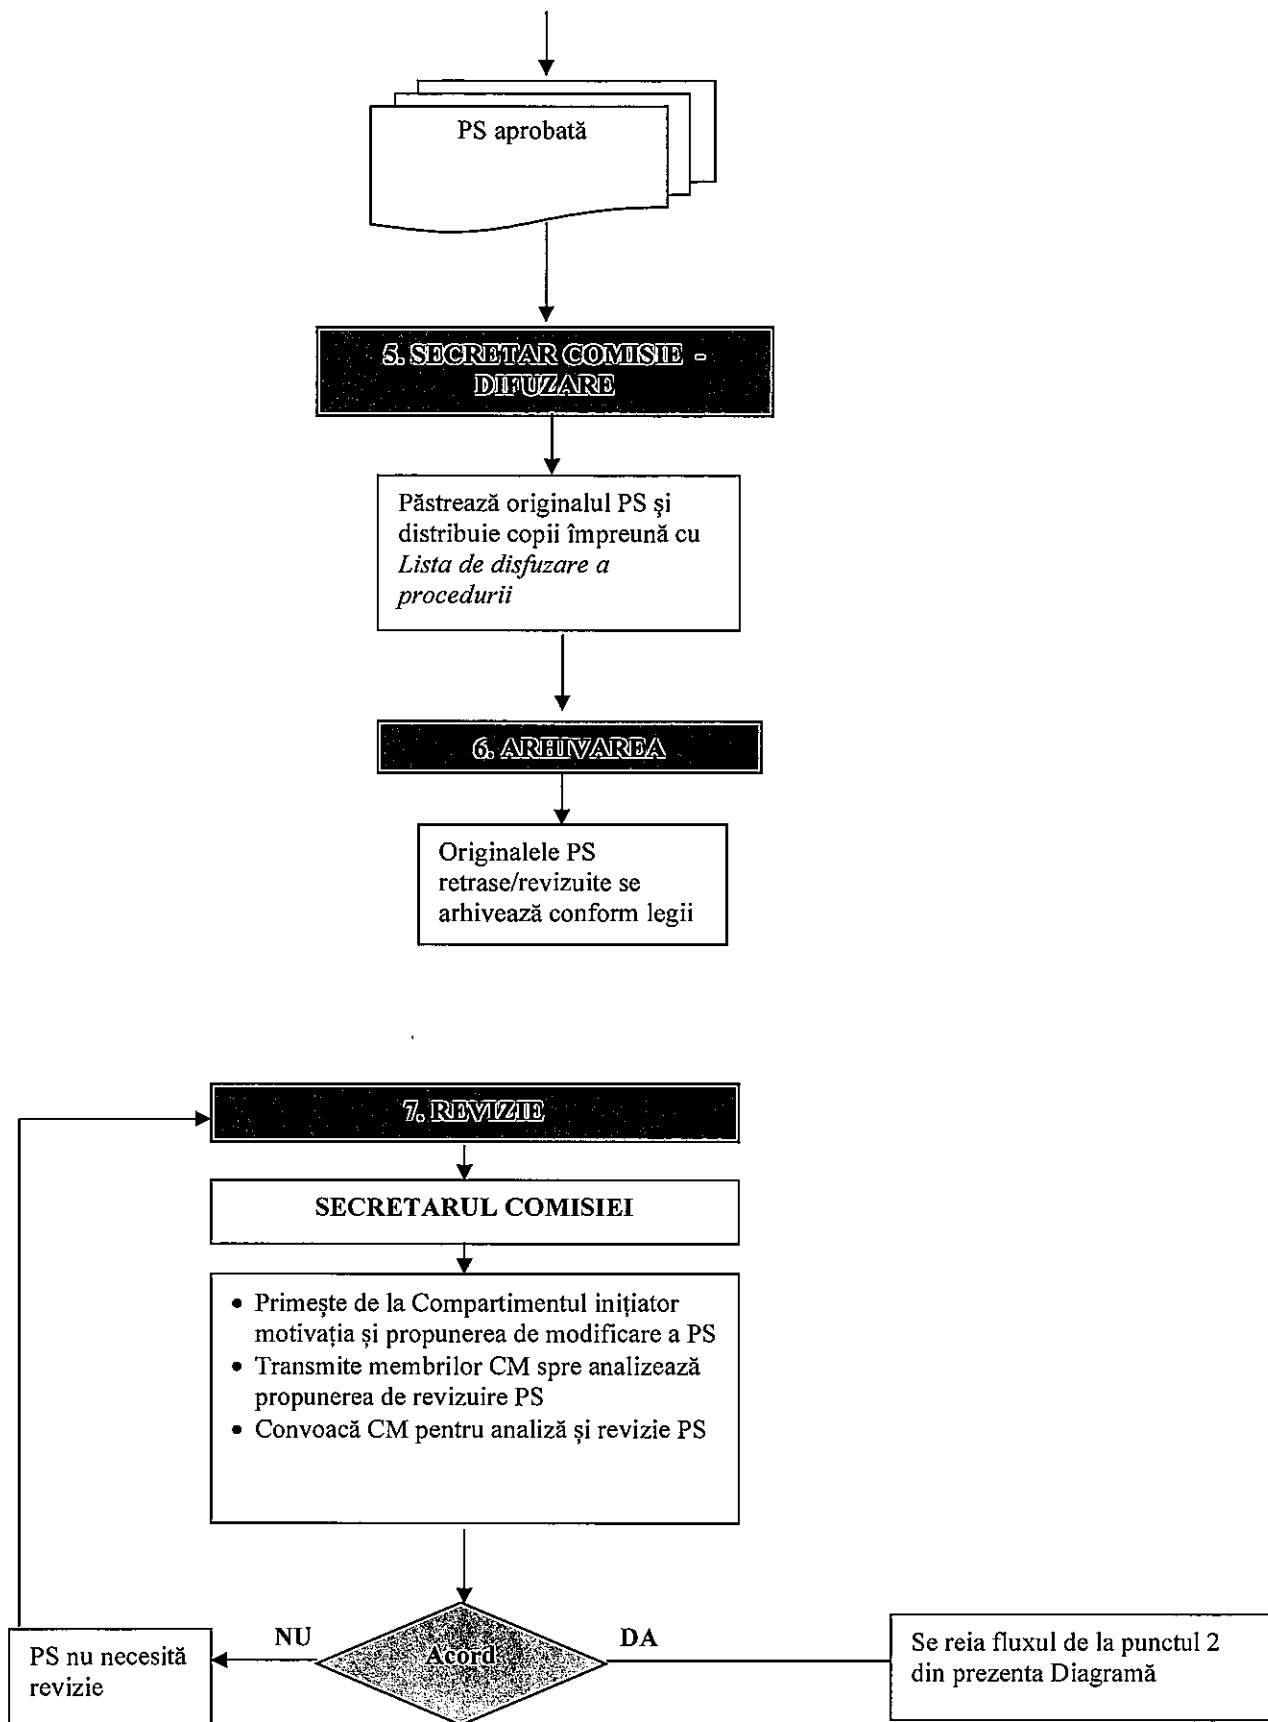 PS aprobată
5. SECRETAR COMISIE -
DIFUZARE
Păstrează originalul PS şi
distribuie copii împreună cu
Lista de disfuzare a
procedurii
6. ARHIVAREA
Originalele PS
retrase/revizuite se
arhivează conform legii
7. REVIZIE
SECRETARUL COMISIEI
• Primește de la Compartimentul inițiator
motivația și propunerea de modificare a PS
• Transmite membrilor CM spre analizează
propunerea de revizuire PS
• Convoacă CM pentru analiză și revizie PS
NU
Acord
DA
PS nu necesită
revizie
Se reia fluxul de la punctul 2
din prezenta Diagramă